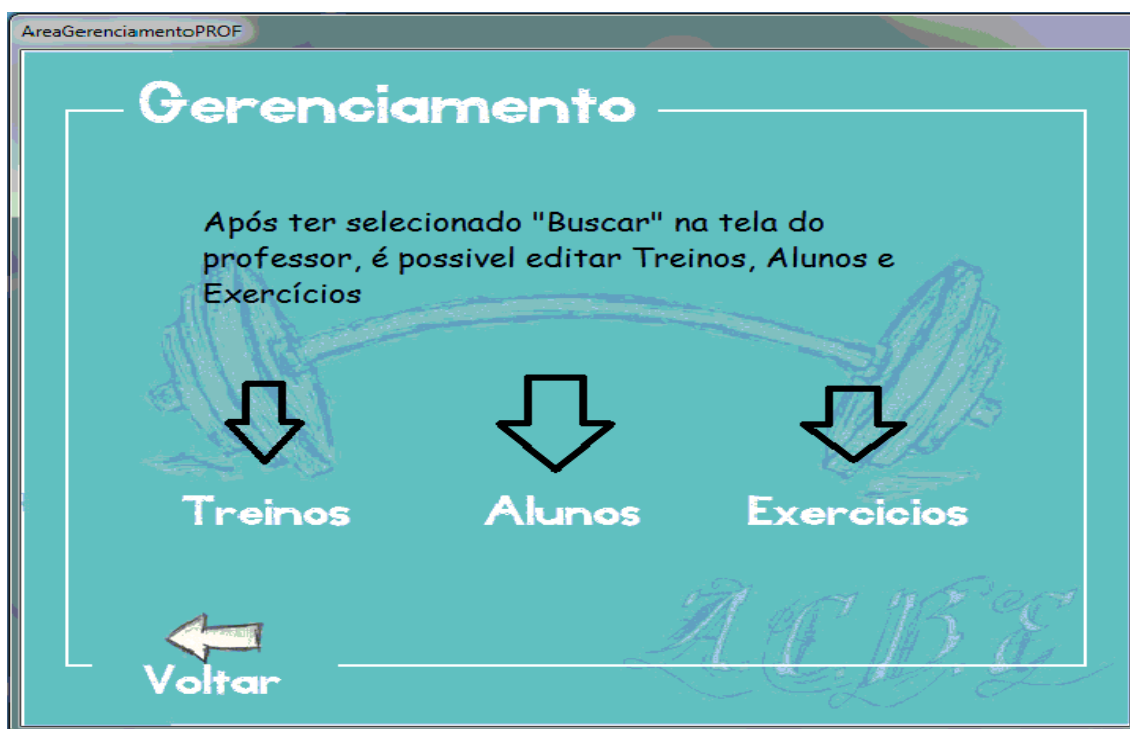 AreaGerenciamentoPROF
Gerenciamento
Após ter selecionado "Buscar" na tela do
professor, é possivel editar Treinos, Alunos e
Exercícios
Treinos Alunos Exercicios
A.C.B.E
Voltar